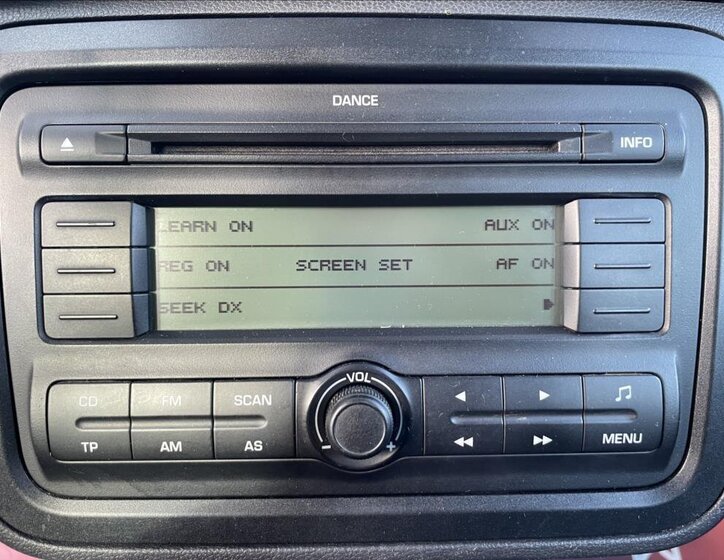 DANCE
INFO
LEARN ON AUX ON
REG ON SCREEN SET AF ON
SEEK DX
VOL
CD FM SCAN
TP AM AS
- +
MENU